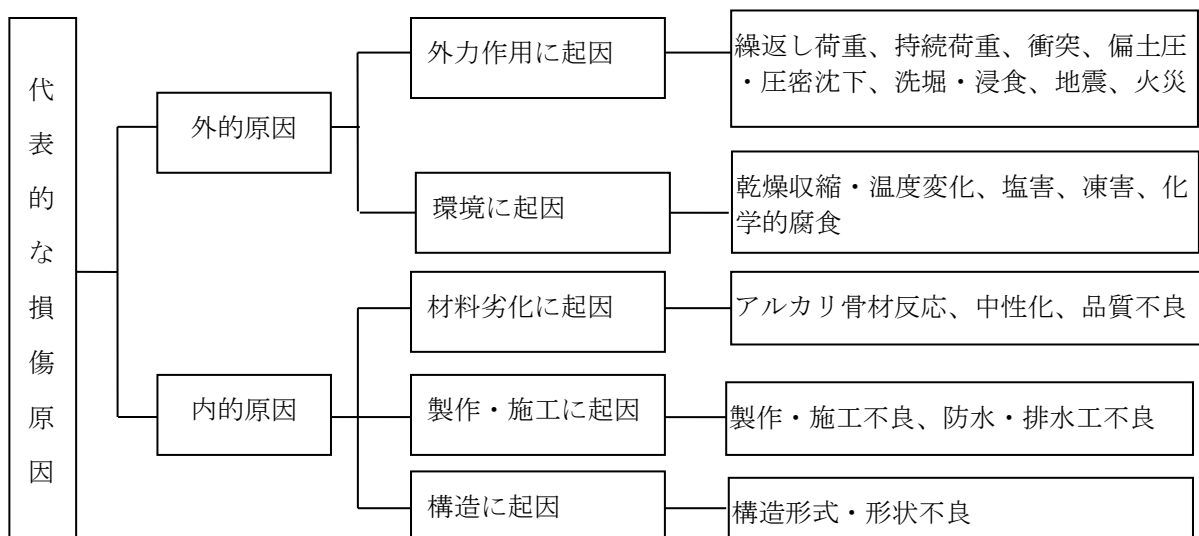 代表的な損傷原因
外的原因
外力作用に起因
繰返し荷重、持続荷重、衝突、偏土圧
・圧密沈下、洗堀・浸食、地震、火災
環境に起因
乾燥収縮・温度変化、塩害、凍害、化
学的腐食
内的原因
材料劣化に起因
アルカリ骨材反応、中性化、品質不良
製作・施工に起因
製作・施工不良、防水・排水工不良
構造に起因
構造形式・形状不良